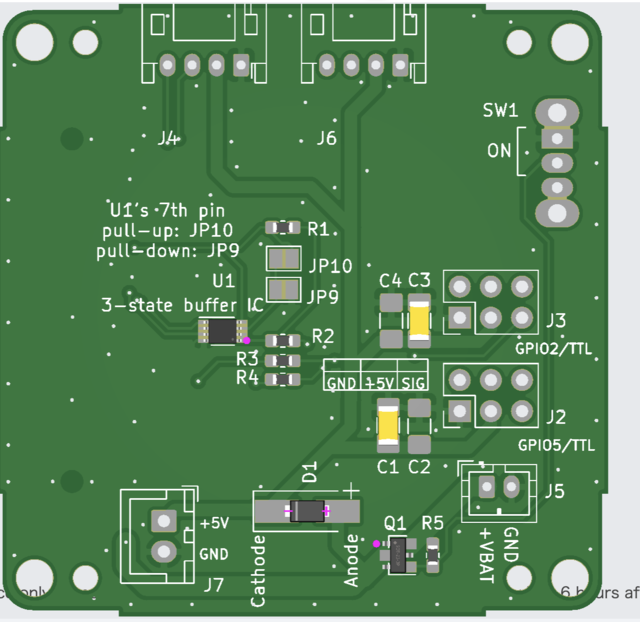 J4
J6
SW1
ON
U1's 7th pin
pull-up: JP10
pull-down: JP9
R1
JP10
U1
JP9
3-state buffer IC
C4 C3
J3
GPIO2/TTL
R2
R3
R4
GND +5V SIG
J2
GPIO5/TTL
C1 C2
D1
+
J5
+5V
GND
J7
Cathode
Anode
Q1 R5
+VBAT
GND
only
6 hours af